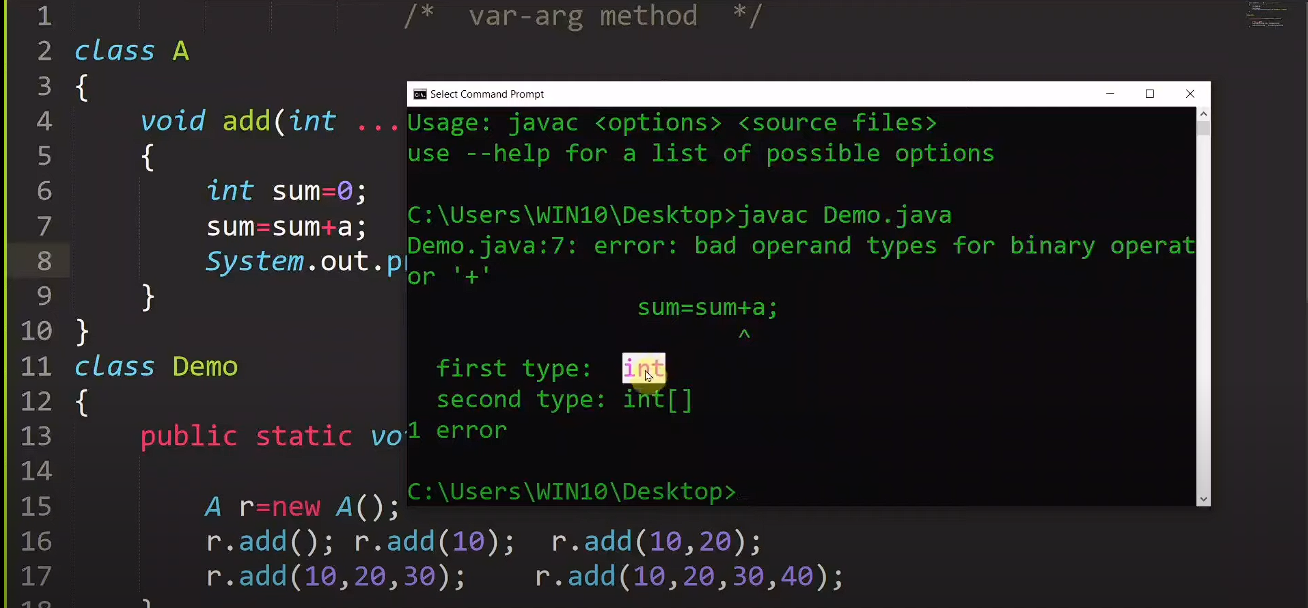 1 /* var-arg method */
2 class A
3 {
4 void add(int ...
5 {
6 int sum=0;
7 sum=sum+a;
8 System.out.pr
9 }
10 }
11 class Demo
12 {
13 public static vo
14
15 A r=new A();
16 r.add(); r.add(10); r.add(10,20);
17 r.add(10,20,30); r.add(10,20,30,40);
18 }
Select Command Prompt
Usage: javac <options> <source files>
use --help for a list of possible options
C:\Users\WIN10\Desktop>javac Demo.java
Demo.java:7: error: bad operand types for binary operat
or '+'
sum=sum+a;
^
first type: int
second type: int[]
1 error
C:\Users\WIN10\Desktop>